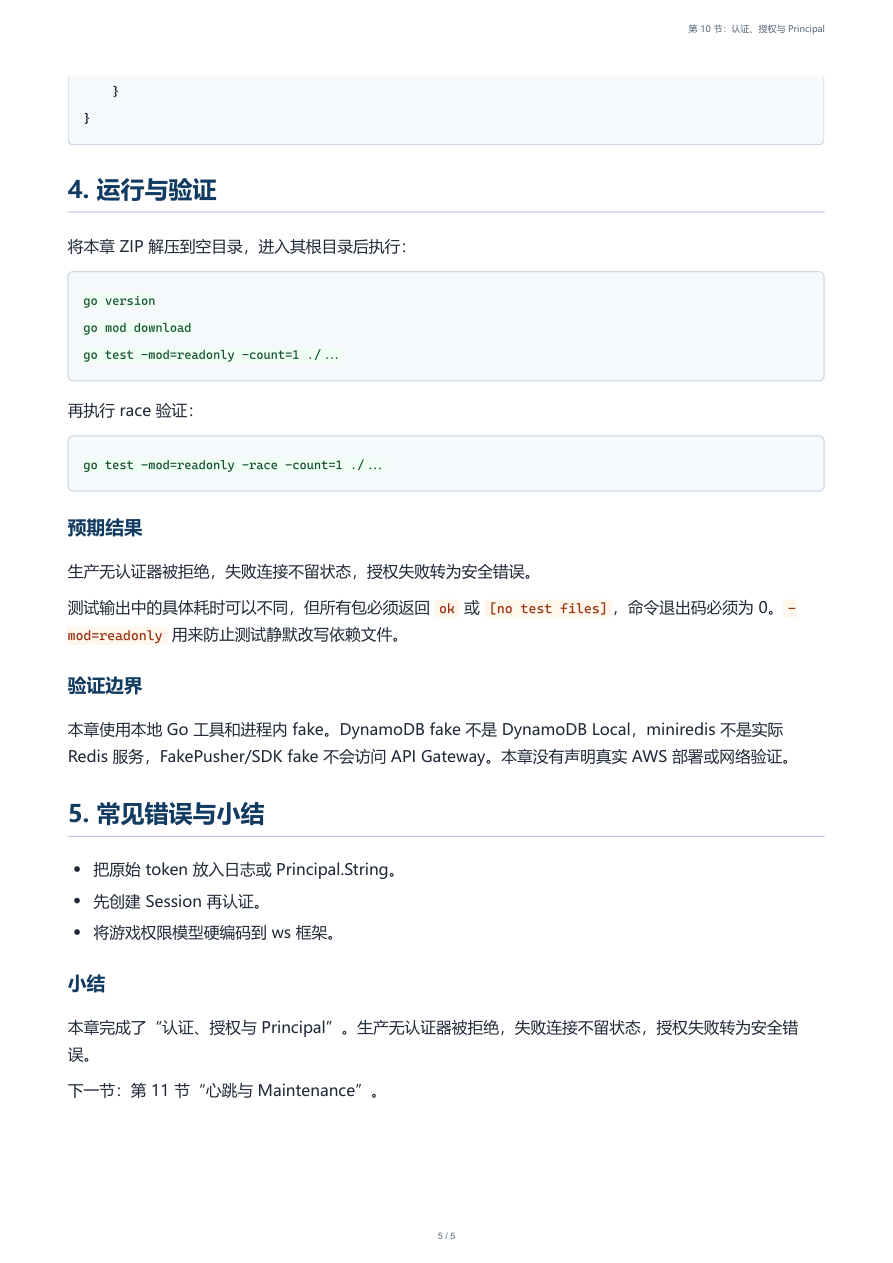 第 10 节：认证、授权与 Principal
}
}
4. 运行与验证
将本章 ZIP 解压到空目录，进入其根目录后执行：
go version
go mod download
go test -mod=readonly -count=1 ./...
再执行 race 验证：
go test -mod=readonly -race -count=1 ./...
预期结果
生产无认证器被拒绝，失败连接不留状态，授权失败转为安全错误。
测试输出中的具体耗时可以不同，但所有包必须返回 ok 或 [no test files]，命令退出码必须为 0。-
mod=readonly 用来防止测试静默改写依赖文件。
验证边界
本章使用本地 Go 工具和进程内 fake。DynamoDB fake 不是 DynamoDB Local，miniredis 不是实际
Redis 服务，FakePusher/SDK fake 不会访问 API Gateway。本章没有声明真实 AWS 部署或网络验证。
5. 常见错误与小结
• 把原始 token 放入日志或 Principal.String。
• 先创建 Session 再认证。
• 将游戏权限模型硬编码到 ws 框架。
小结
本章完成了“认证、授权与 Principal”。生产无认证器被拒绝，失败连接不留状态，授权失败转为安全错
误。
下一节：第 11 节“心跳与 Maintenance”。
5 / 5